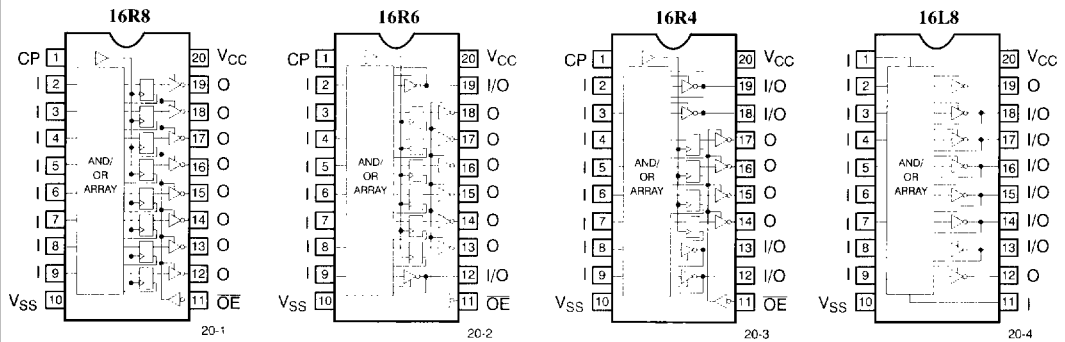 16R8 16R6 16R4 16L8
CP 1 20 VCC CP 1 20 VCC CP 1 20 VCC I 1 20 VCC
I 2 19 O I 2 19 I/O I 2 19 I/O I 2 19 O
I 3 18 O I 3 18 O I 3 18 I/O I 3 18 I/O
I 4 17 O I 4 17 O I 4 17 O I 4 17 I/O
I 5 AND/ OR ARRAY 16 O I 5 AND/ OR ARRAY 16 O I 5 AND/ OR ARRAY 16 O I 5 AND/ OR ARRAY 16 I/O
I 6 15 O I 6 15 O I 6 15 O I 6 15 I/O
I 7 14 O I 7 14 O I 7 14 O I 7 14 I/O
I 8 13 O I 8 13 O I 8 13 I/O I 8 13 I/O
I 9 12 O I 9 12 I/O I 9 12 I/O I 9 12 O
VSS 10 11 OE VSS 10 11 OE VSS 10 11 OE VSS 10 11 I
20-1 20-2 20-3 20-4